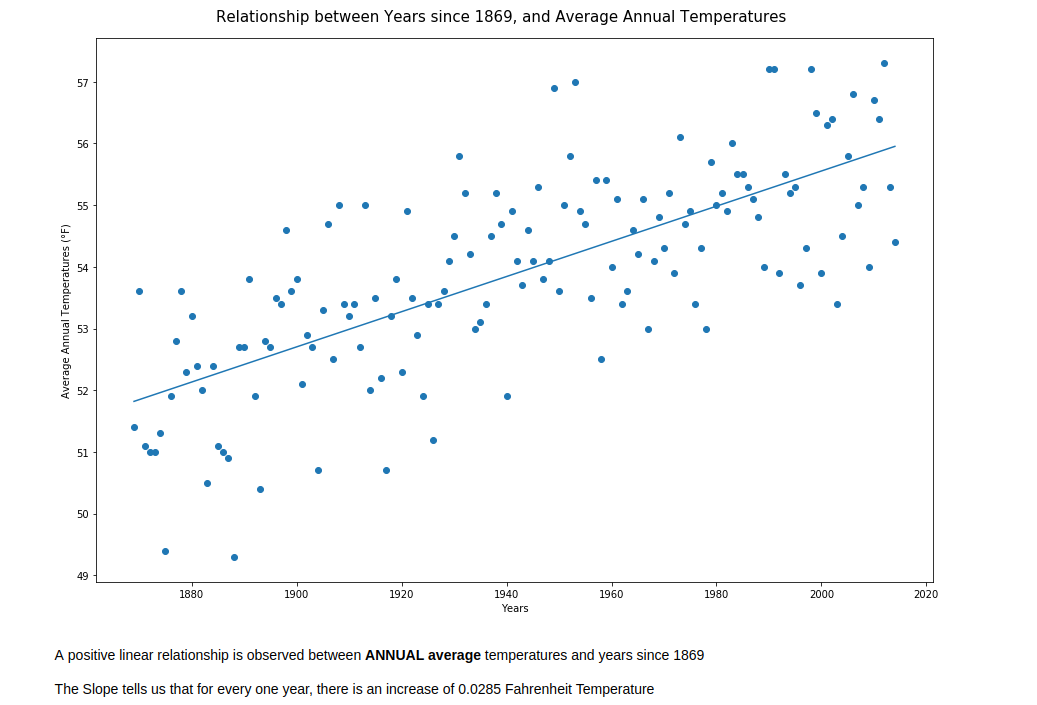 Relationship between Years since 1869, and Average Annual Temperatures
57
56
55
54
53
52
51
50
49
Average Annual Temperatures (°F)
1880 1900 1920 1940 1960 1980 2000 2020
Years
A positive linear relationship is observed between ANNUAL average temperatures and years since 1869
The Slope tells us that for every one year, there is an increase of 0.0285 Fahrenheit Temperature